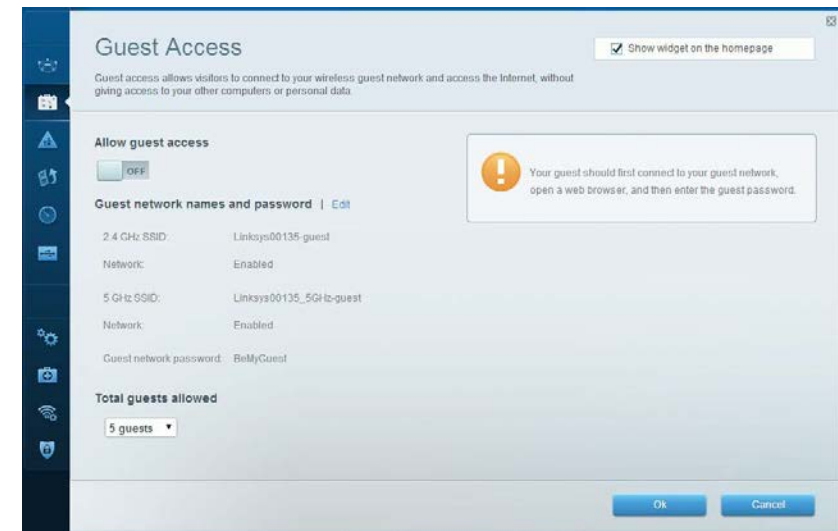 Guest Access
Show widget on the homepage
Guest access allows visitors to connect to your wireless guest network and access the Internet, without
giving access to your other computers or personal data.
Allow guest access
OFF
Your guest should first connect to your guest network,
open a web browser, and then enter the guest password.
Guest network names and password | Edit
2.4 GHz SSID: Linksys00135-guest
Network: Enabled
5 GHz SSID: Linksys00135_5GHz-guest
Network: Enabled
Guest network password: BeMyGuest
Total guests allowed
5 guests
Ok Cancel